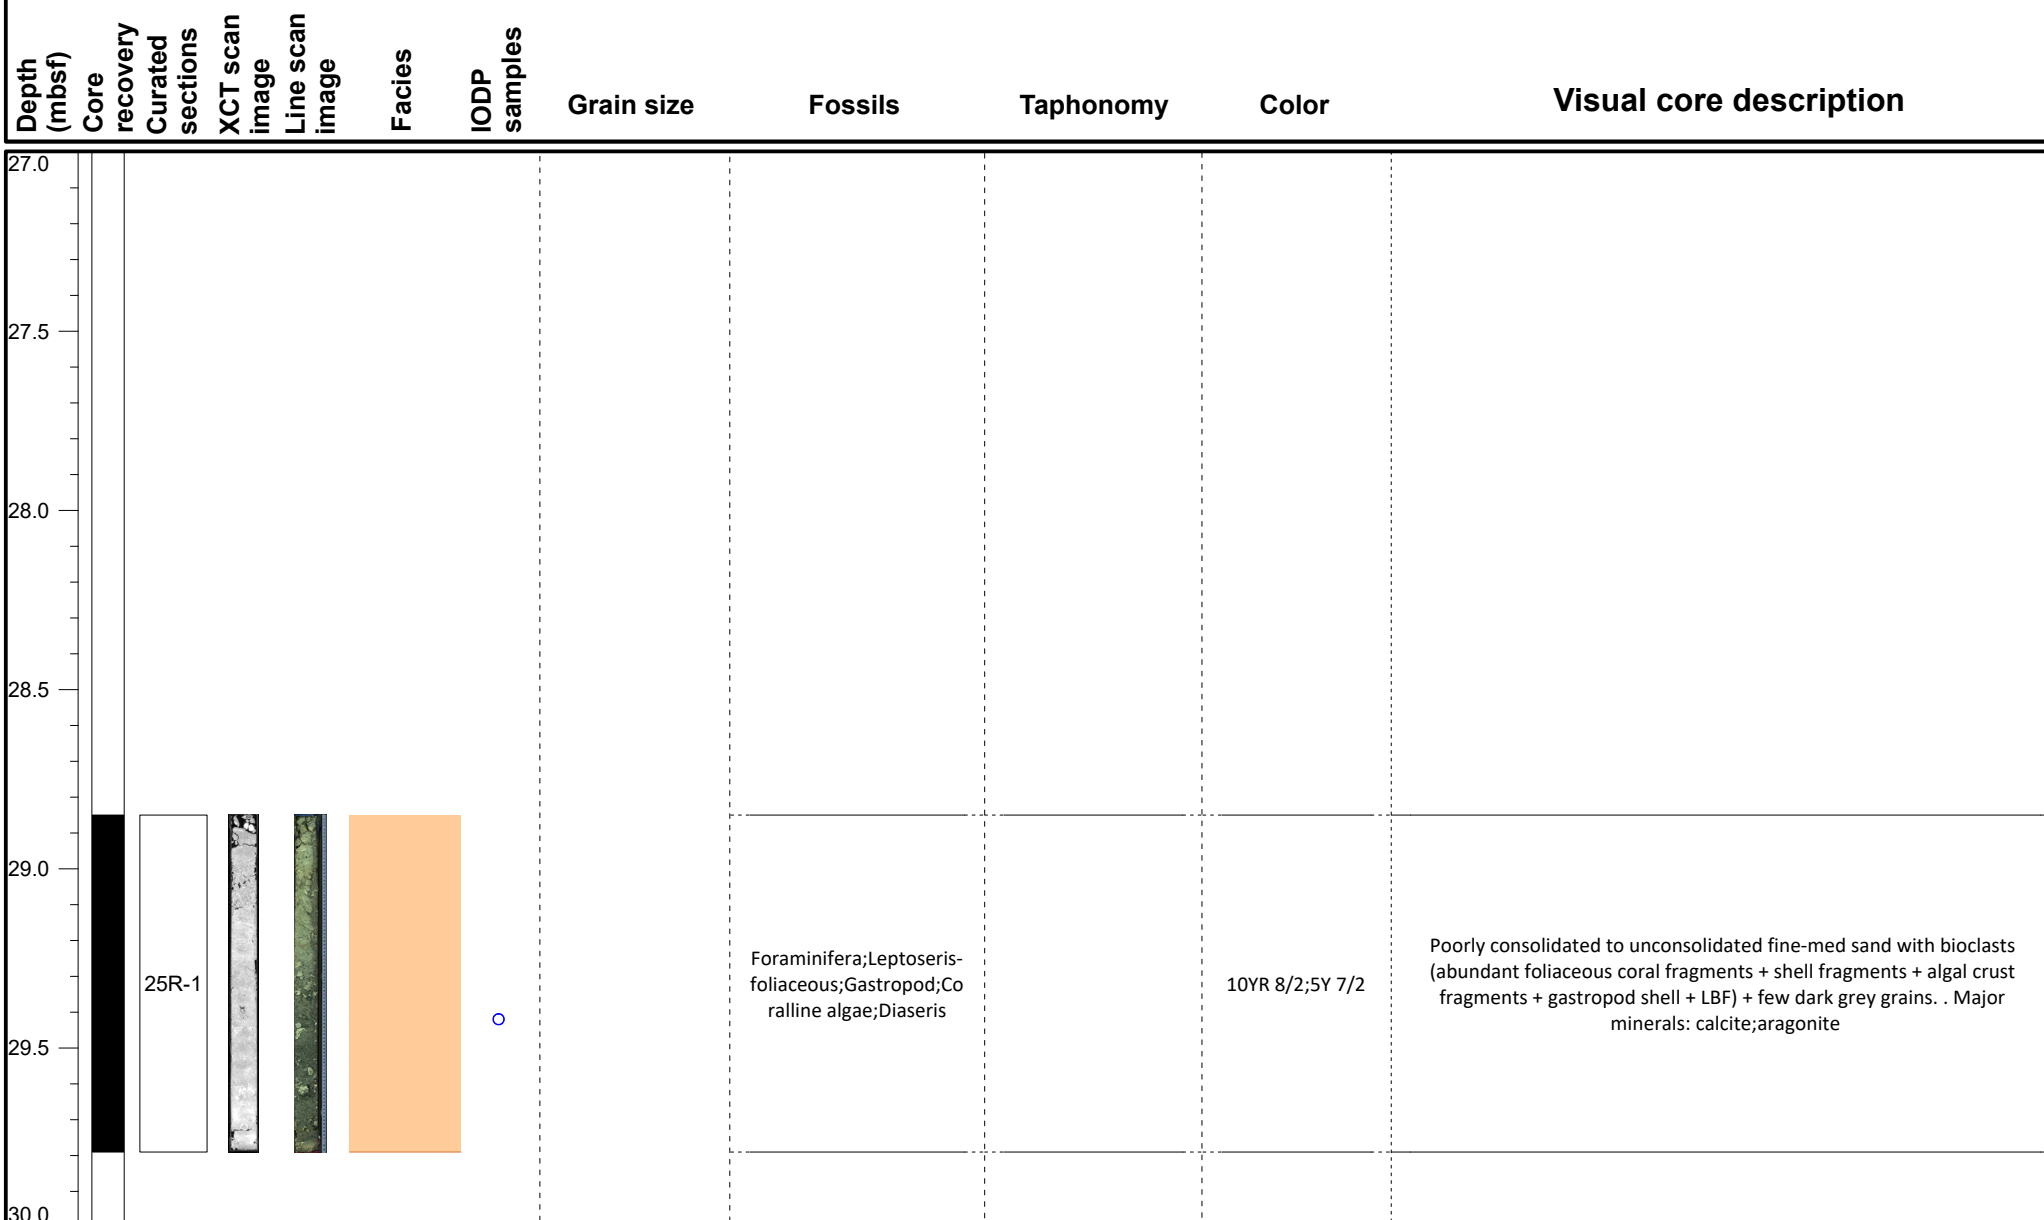 Depth
(mbsf)
Core
recovery
Curated
sections
XCT scan
image
Line scan
image
Facies
IODP
samples
Grain size
Fossils
Taphonomy
Color
Visual core description
27.0
27.5
28.0
28.5
29.0
29.5
30.0
25R-1
Foraminifera;Leptoseris-
foliaceous;Gastropod;Co
ralline algae;Diaseris
10YR 8/2;5Y 7/2
Poorly consolidated to unconsolidated fine-med sand with bioclasts
(abundant foliaceous coral fragments + shell fragments + algal crust
fragments + gastropod shell + LBF) + few dark grey grains. . Major
minerals: calcite;aragonite